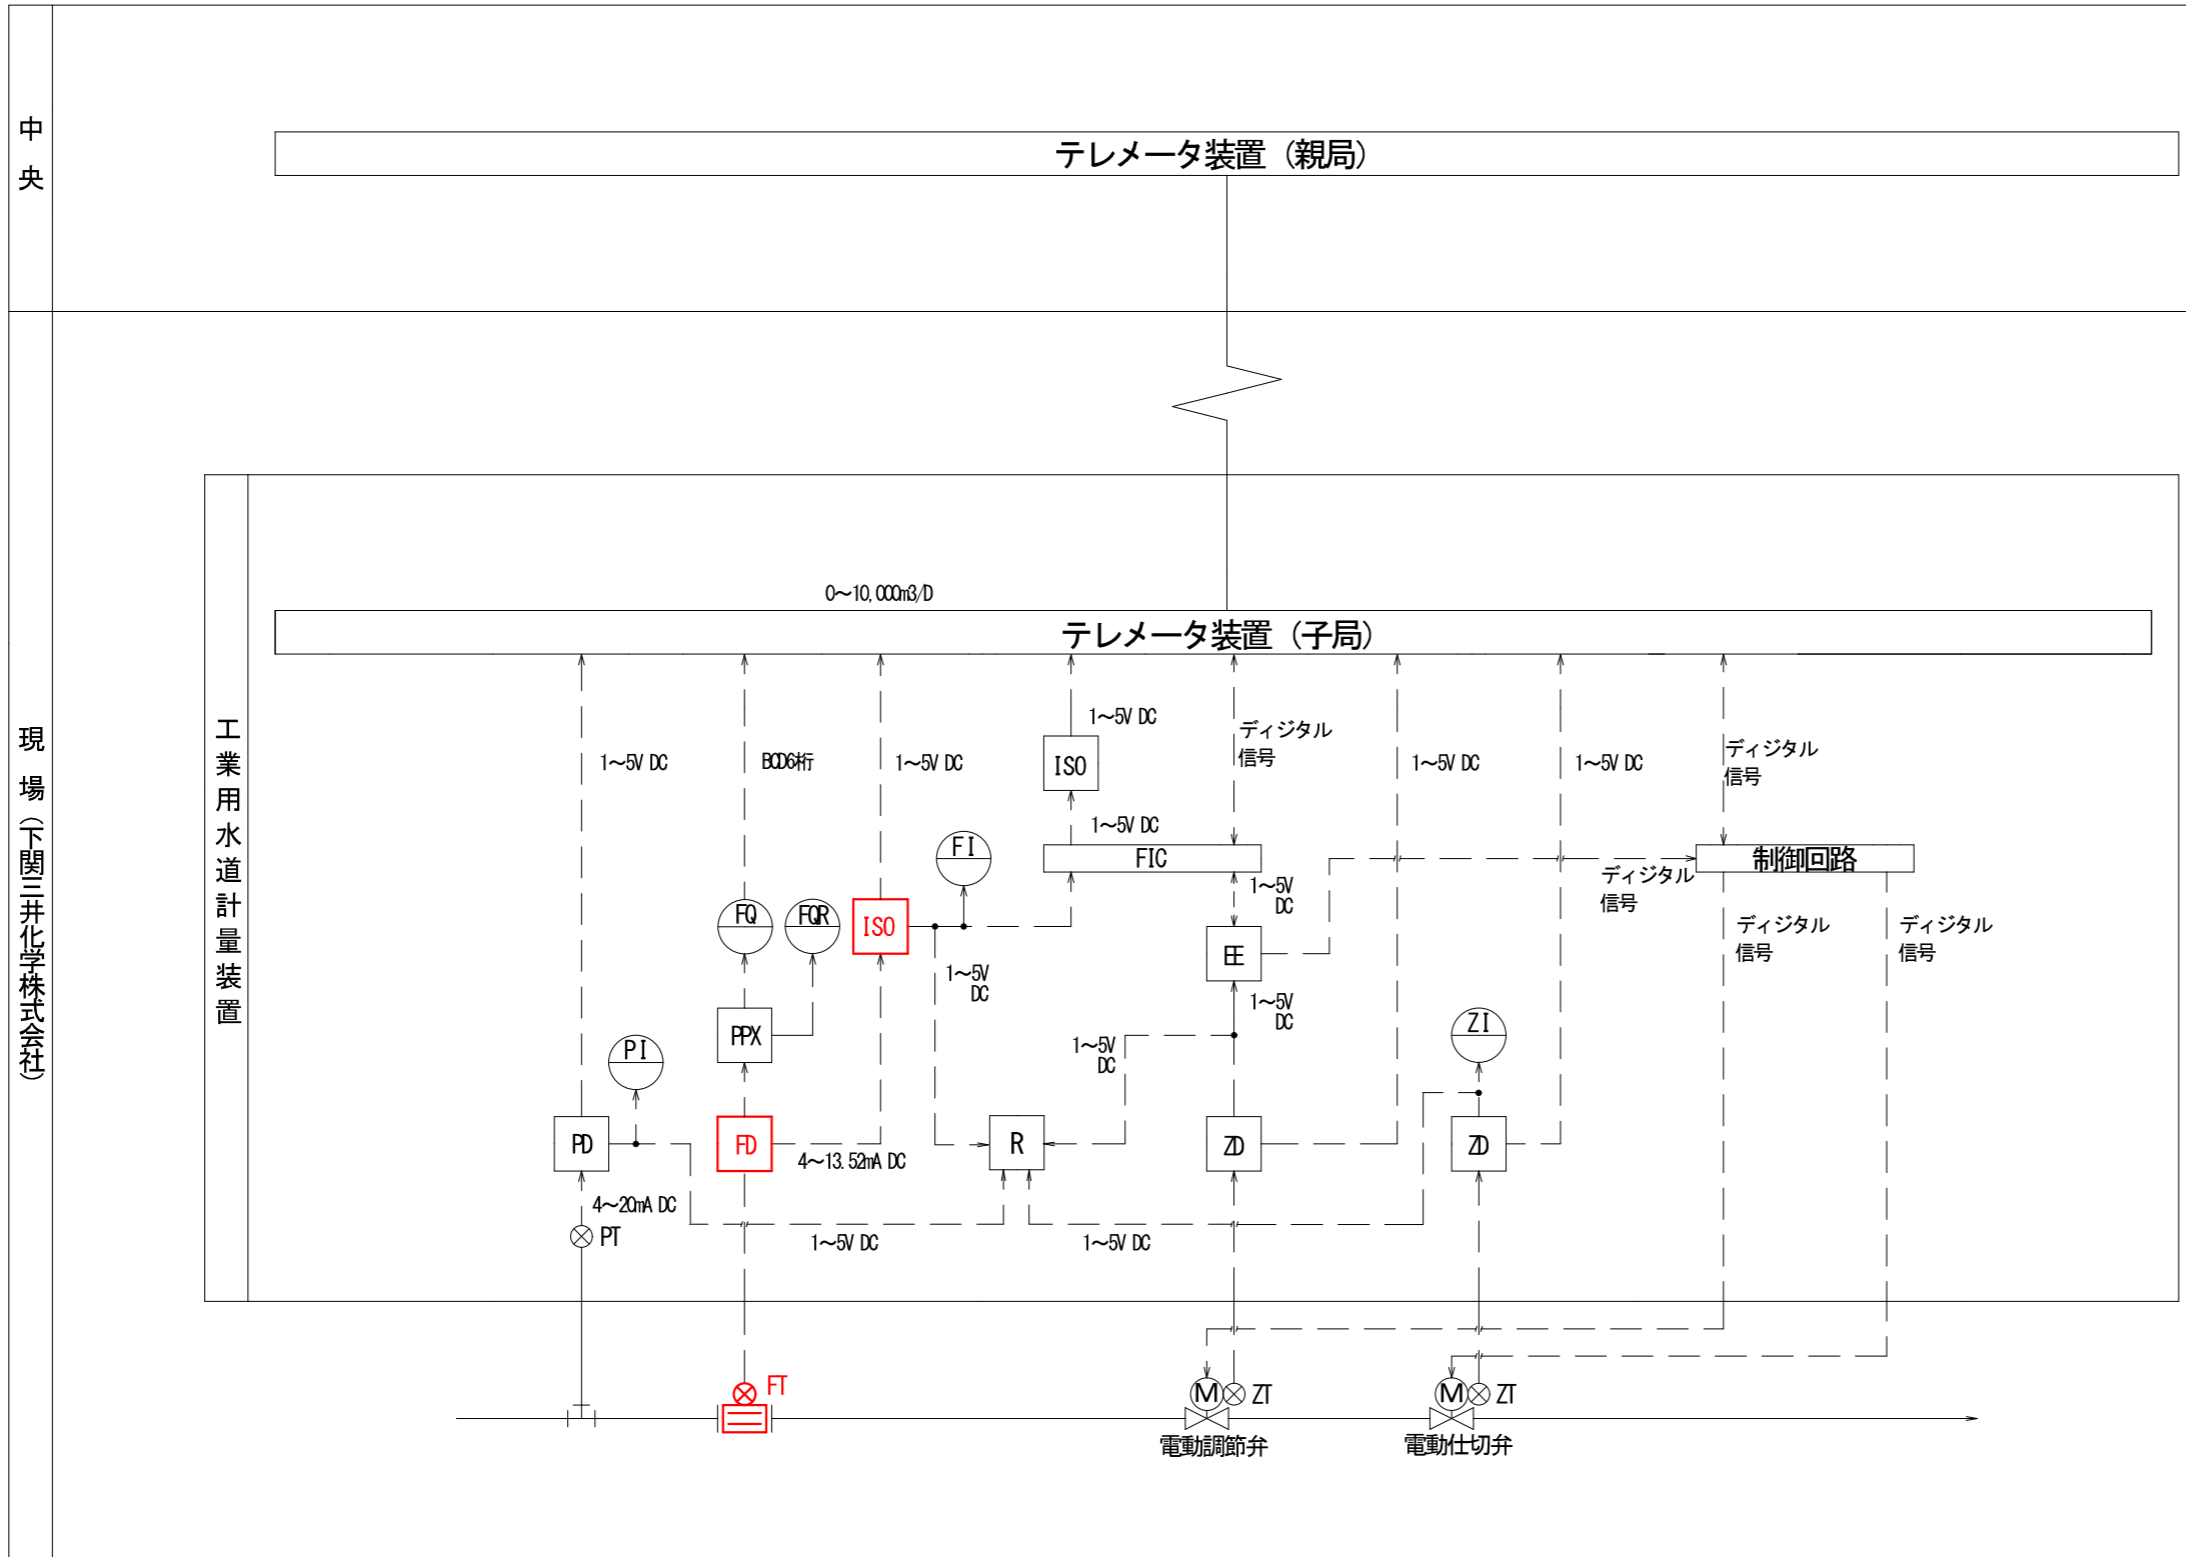 中央
テレメータ装置（親局）
現場（下関三井化学株式会社）
工業用水道計量装置
0～10,000m3/D
テレメータ装置（子局）
1～5V DC
BCD6桁
1～5V DC
1～5V DC
ISO
1～5V DC
ディジタル
信号
1～5V DC
1～5V DC
ディジタル
信号
FI
FIC
制御回路
1～5V
DC
ディジタル
信号
FQ
FQR
ISO
EE
ディジタル
信号
ディジタル
信号
1～5V
DC
1～5V
DC
PPX
ZI
PI
1～5V
DC
PD
FD
4～13.52mA DC
R
ZD
ZD
4～20mA DC
PT
1～5V DC
1～5V DC
FT
M
ZT
M
ZT
電動調節弁
電動仕切弁